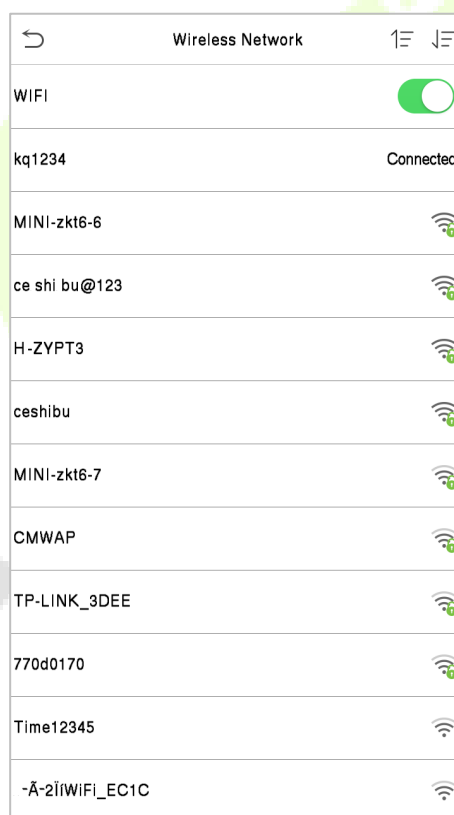 Wireless Network
WIFI
kq1234 Connected
MINI-zkt6-6
ce shi bu@123
H-ZYPT3
ceshibu
MINI-zkt6-7
CMWAP
TP-LINK_3DEE
770d0170
Time12345
-Ã-2ÏíWiFi_EC1C